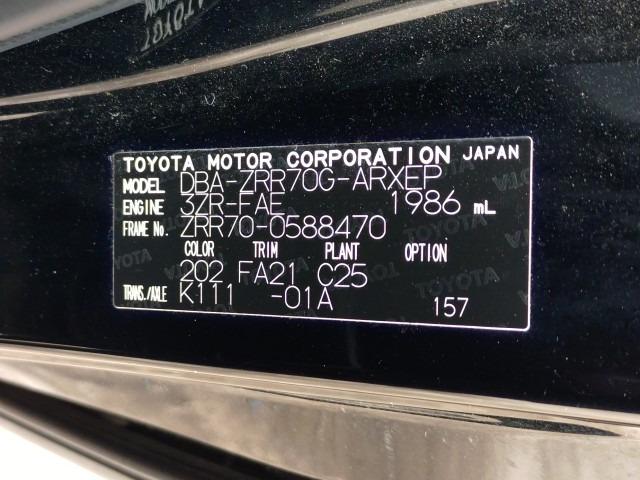 TOYOTA MOTOR CORPORATION JAPAN
MODEL DBA-ZRR70G-ARXEP
ENGINE 3ZR-FAE 1986 mL
FRAME No. ZRR70-0588470
COLOR TRIM PLANT OPTION
202 FA21 C25
TRANS./AXLE K111 -01A 157